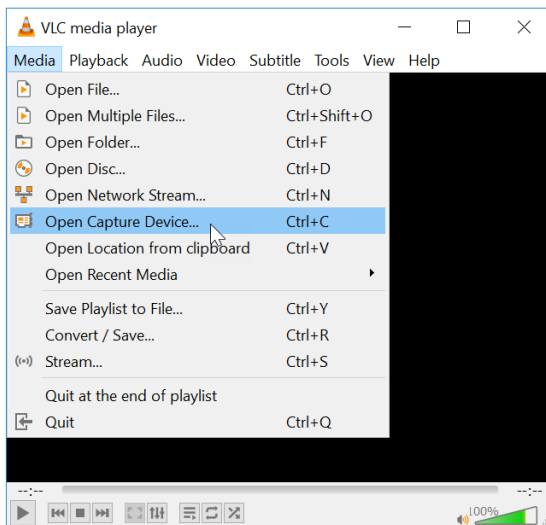 VLC media player
Media Playback Audio Video Subtitle Tools View Help
Open File... Ctrl+O
Open Multiple Files... Ctrl+Shift+O
Open Folder... Ctrl+F
Open Disc... Ctrl+D
Open Network Stream... Ctrl+N
Open Capture Device... Ctrl+C
Open Location from clipboard Ctrl+V
Open Recent Media
Save Playlist to File... Ctrl+Y
Convert / Save... Ctrl+R
Stream... Ctrl+S
Quit at the end of playlist
Quit Ctrl+Q
--:-- --:--
100%